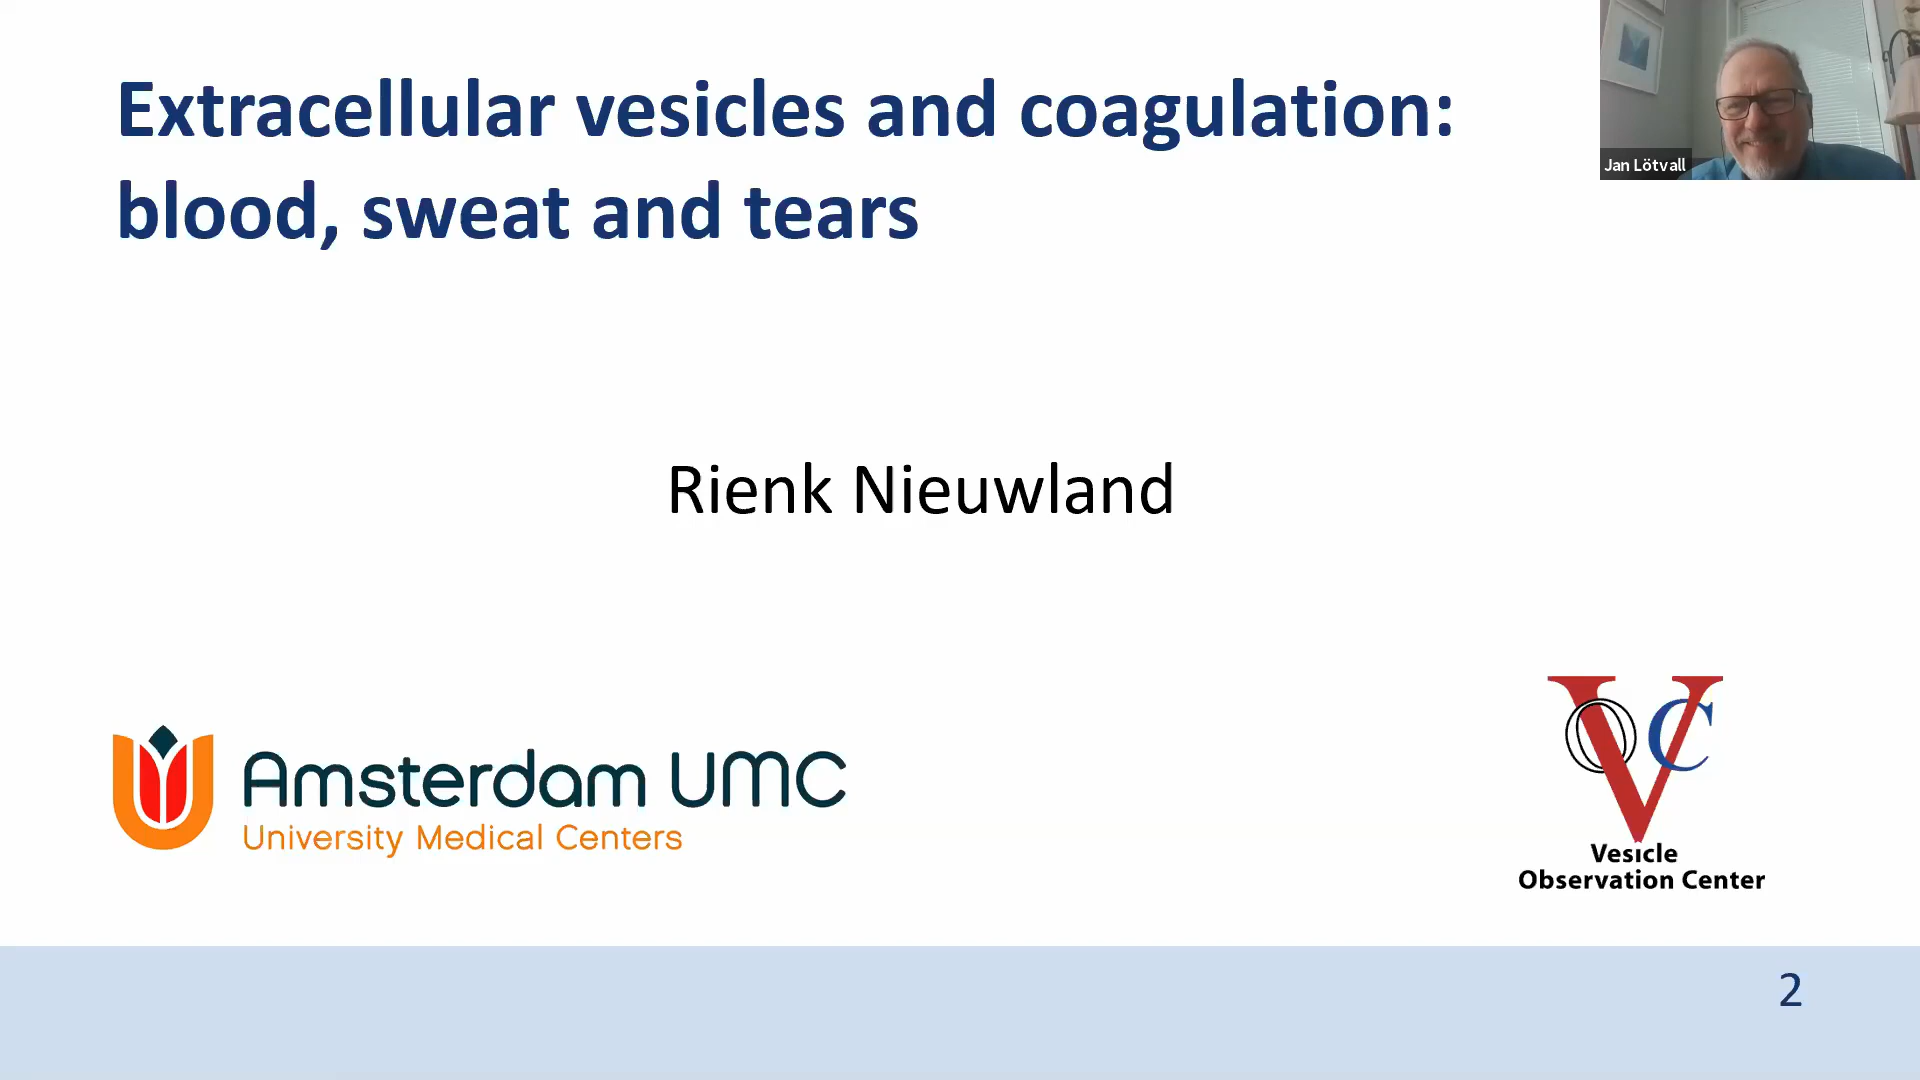 Extracellular vesicles and coagulation:
blood, sweat and tears
Jan Lötvall
Rienk Nieuwland
Amsterdam UMC
University Medical Centers
VOC
Vesicle
Observation Center
2